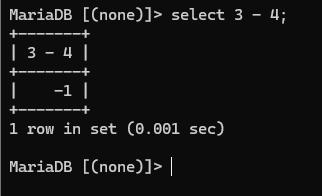 MariaDB [(none)]> select 3 - 4;
+-------+
| 3 - 4 |
+-------+
|    -1 |
+-------+
1 row in set (0.001 sec)
MariaDB [(none)]>